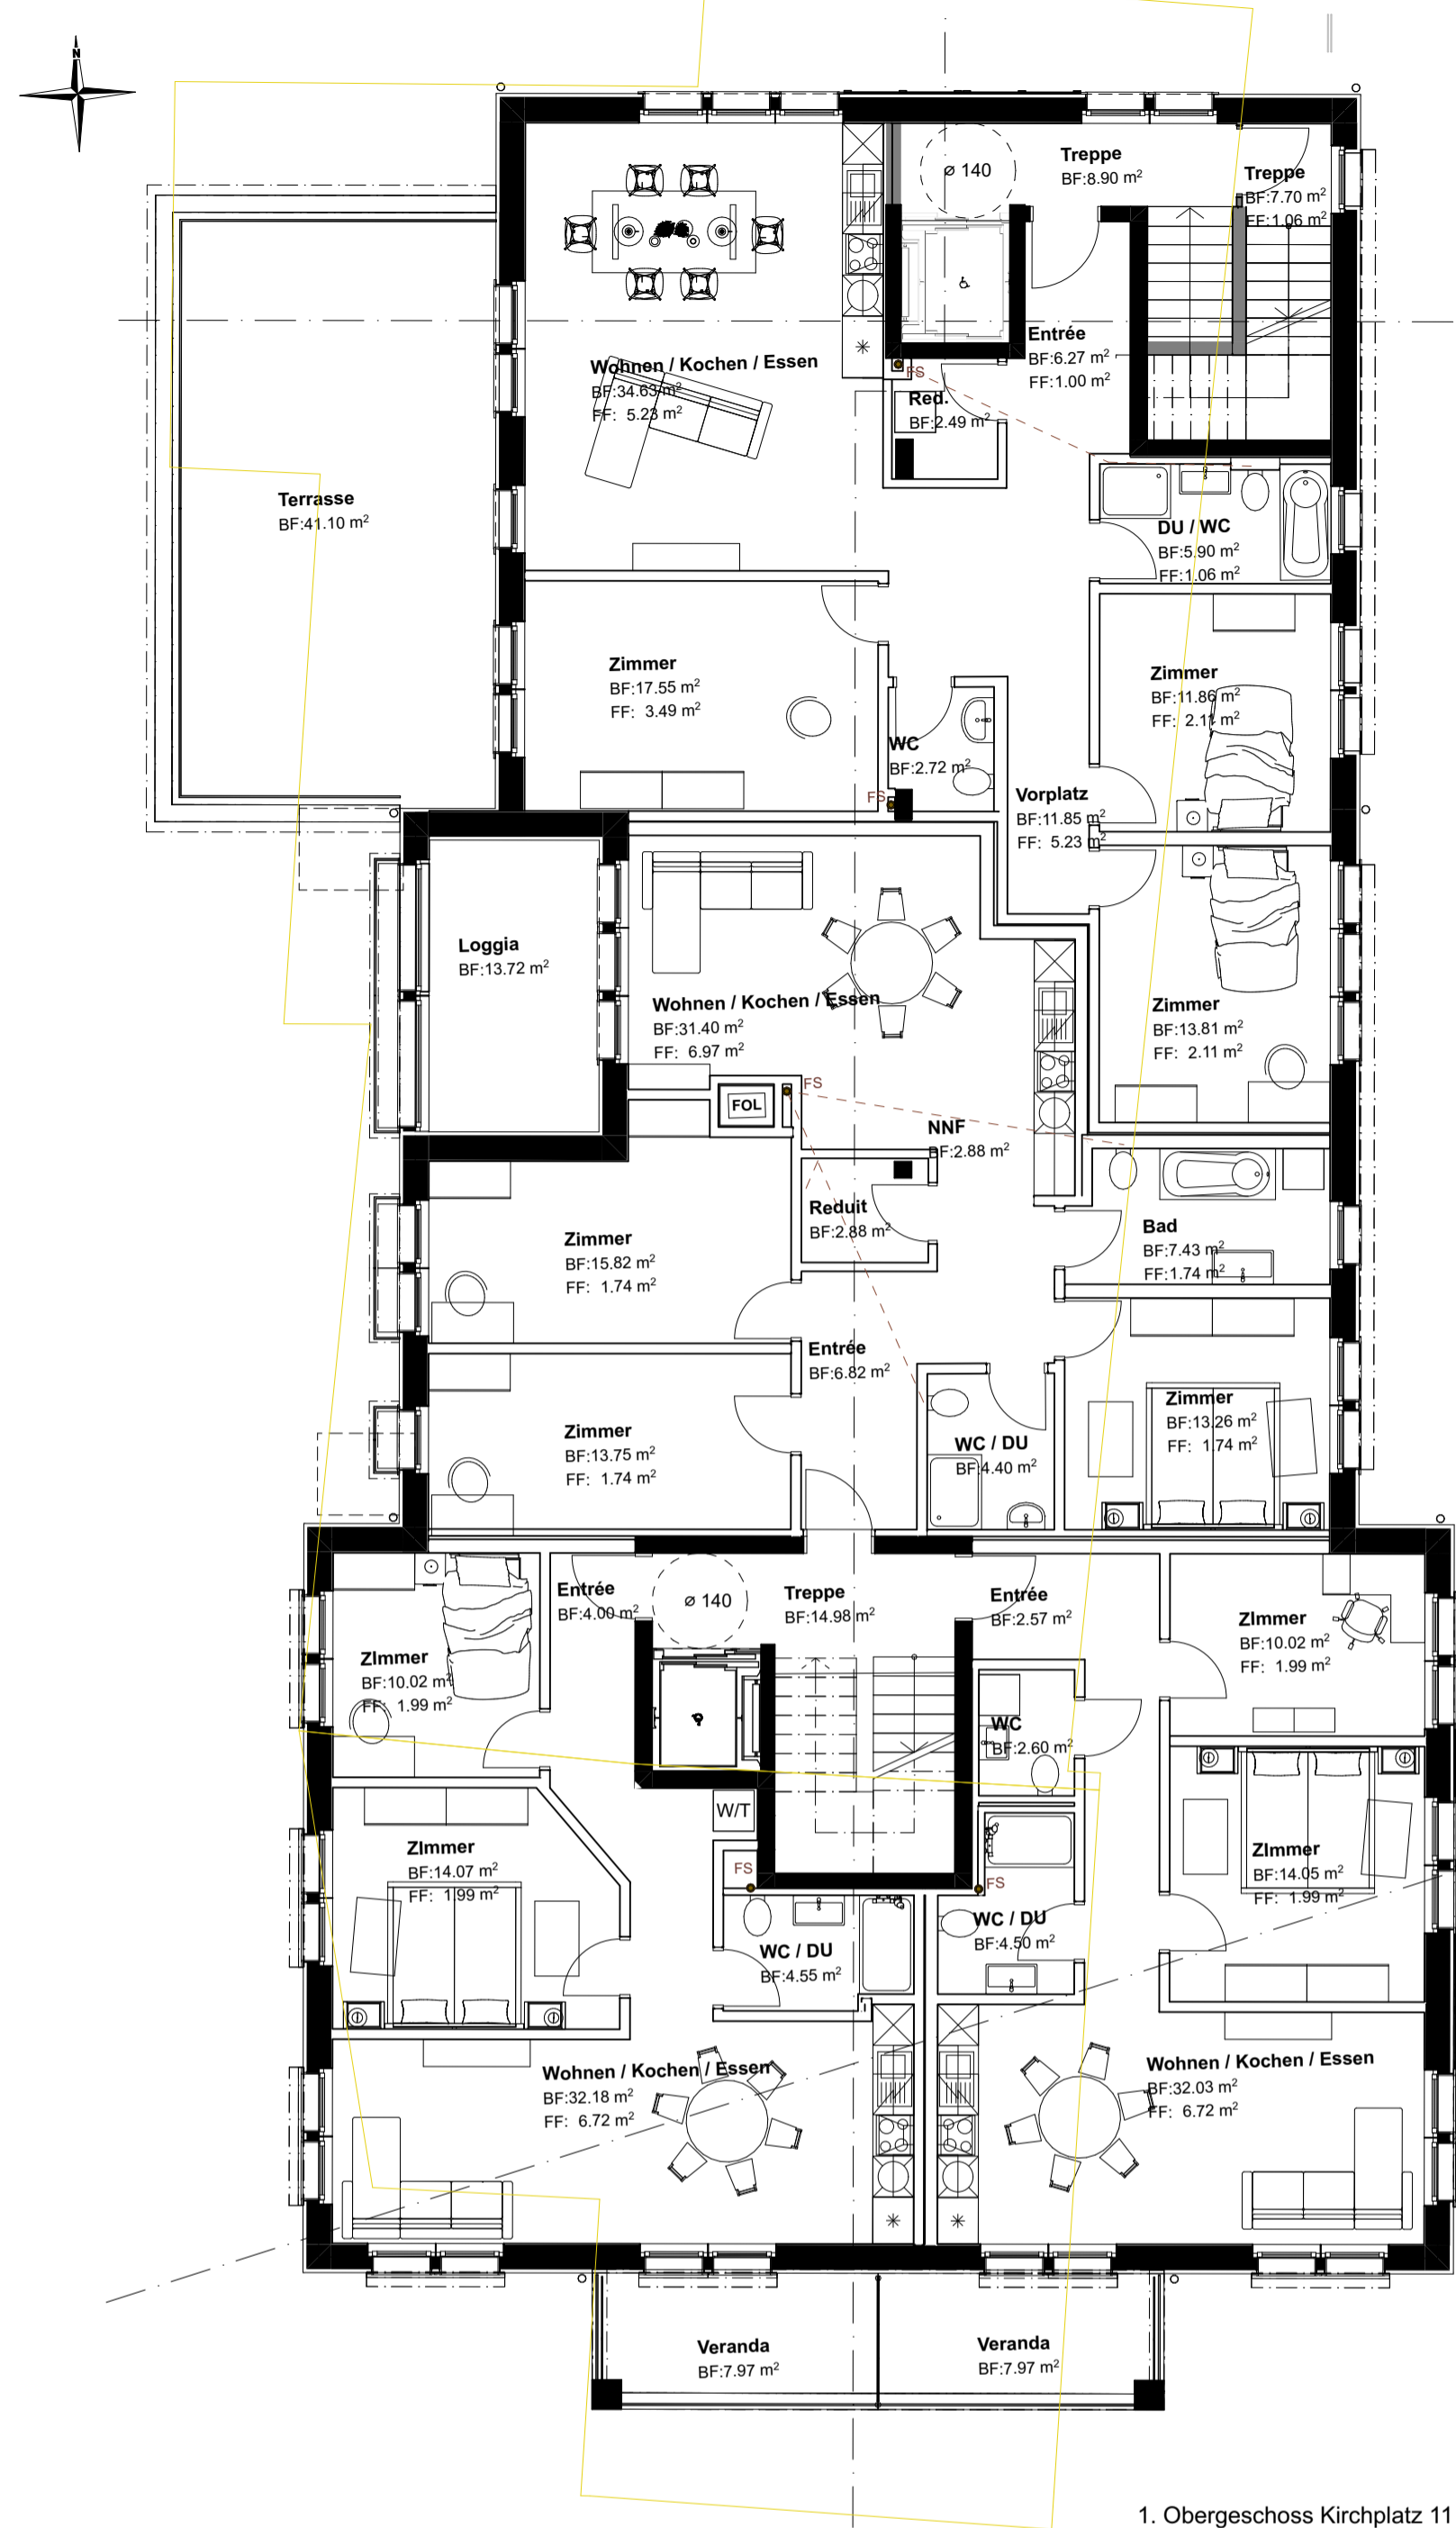 N
⌀ 140
Treppe
BF:8.90 m²
Treppe
BF:7.70 m²
FF:1.06 m²
Entrée
BF:6.27 m²
FF:1.00 m²
Wohnen / Kochen / Essen
BF:34.63 m²
FF: 5.23 m²
FS
Red.
BF:2.49 m²
Terrasse
BF:41.10 m²
DU / WC
BF:5.90 m²
FF:1.06 m²
Zimmer
BF:17.55 m²
FF: 3.49 m²
Zimmer
BF:11.86 m²
FF: 2.11 m²
WC
BF:2.72 m²
FS
Vorplatz
BF:11.85 m²
FF: 5.23 m²
Loggia
BF:13.72 m²
Wohnen / Kochen / Essen
BF:31.40 m²
FF: 6.97 m²
Zimmer
BF:13.81 m²
FF: 2.11 m²
FOL
FS
NNF
BF:2.88 m²
Reduit
BF:2.88 m²
Bad
BF:7.43 m²
FF:1.74 m²
Zimmer
BF:15.82 m²
FF: 1.74 m²
Entrée
BF:6.82 m²
Zimmer
BF:13.26 m²
FF: 1.74 m²
Zimmer
BF:13.75 m²
FF: 1.74 m²
WC / DU
BF:4.40 m²
Entrée
BF:4.00 m²
⌀ 140
Treppe
BF:14.98 m²
Entrée
BF:2.57 m²
ZImmer
BF:10.02 m²
FF: 1.99 m²
ZImmer
BF:10.02 m²
FF: 1.99 m²
WC
BF:2.60 m²
W/T
ZImmer
BF:14.07 m²
FF: 1.99 m²
ZImmer
BF:14.05 m²
FF: 1.99 m²
FS
FS
WC / DU
BF:4.55 m²
WC / DU
BF:4.50 m²
Wohnen / Kochen / Essen
BF:32.18 m²
FF: 6.72 m²
Wohnen / Kochen / Essen
BF:32.03 m²
FF: 6.72 m²
Veranda
BF:7.97 m²
Veranda
BF:7.97 m²
1. Obergeschoss Kirchplatz 11